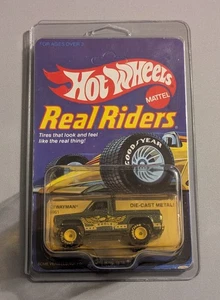 HOT WHEELS
MATTEL
Real Riders
Tires that look and feel
like the real thing!
GOODYEAR
DIE-CAST METAL